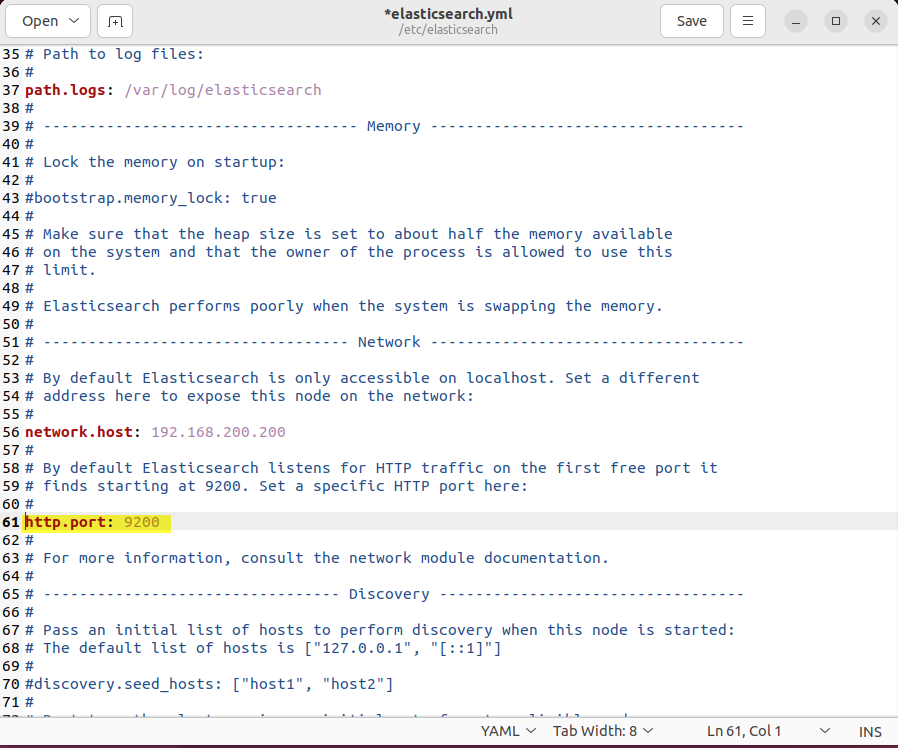 Open
*elasticsearch.yml
/etc/elasticsearch
Save
35 # Path to log files:
36 #
37 path.logs: /var/log/elasticsearch
38 #
39 # ----------------------------------- Memory -----------------------------------
40 #
41 # Lock the memory on startup:
42 #
43 #bootstrap.memory_lock: true
44 #
45 # Make sure that the heap size is set to about half the memory available
46 # on the system and that the owner of the process is allowed to use this
47 # limit.
48 #
49 # Elasticsearch performs poorly when the system is swapping the memory.
50 #
51 # ---------------------------------- Network -----------------------------------
52 #
53 # By default Elasticsearch is only accessible on localhost. Set a different
54 # address here to expose this node on the network:
55 #
56 network.host: 192.168.200.200
57 #
58 # By default Elasticsearch listens for HTTP traffic on the first free port it
59 # finds starting at 9200. Set a specific HTTP port here:
60 #
61 http.port: 9200
62 #
63 # For more information, consult the network module documentation.
64 #
65 # --------------------------------- Discovery ----------------------------------
66 #
67 # Pass an initial list of hosts to perform discovery when this node is started:
68 # The default list of hosts is ["127.0.0.1", "[::1]"]
69 #
70 #discovery.seed_hosts: ["host1", "host2"]
71 #
YAML
Tab Width: 8
Ln 61, Col 1
INS